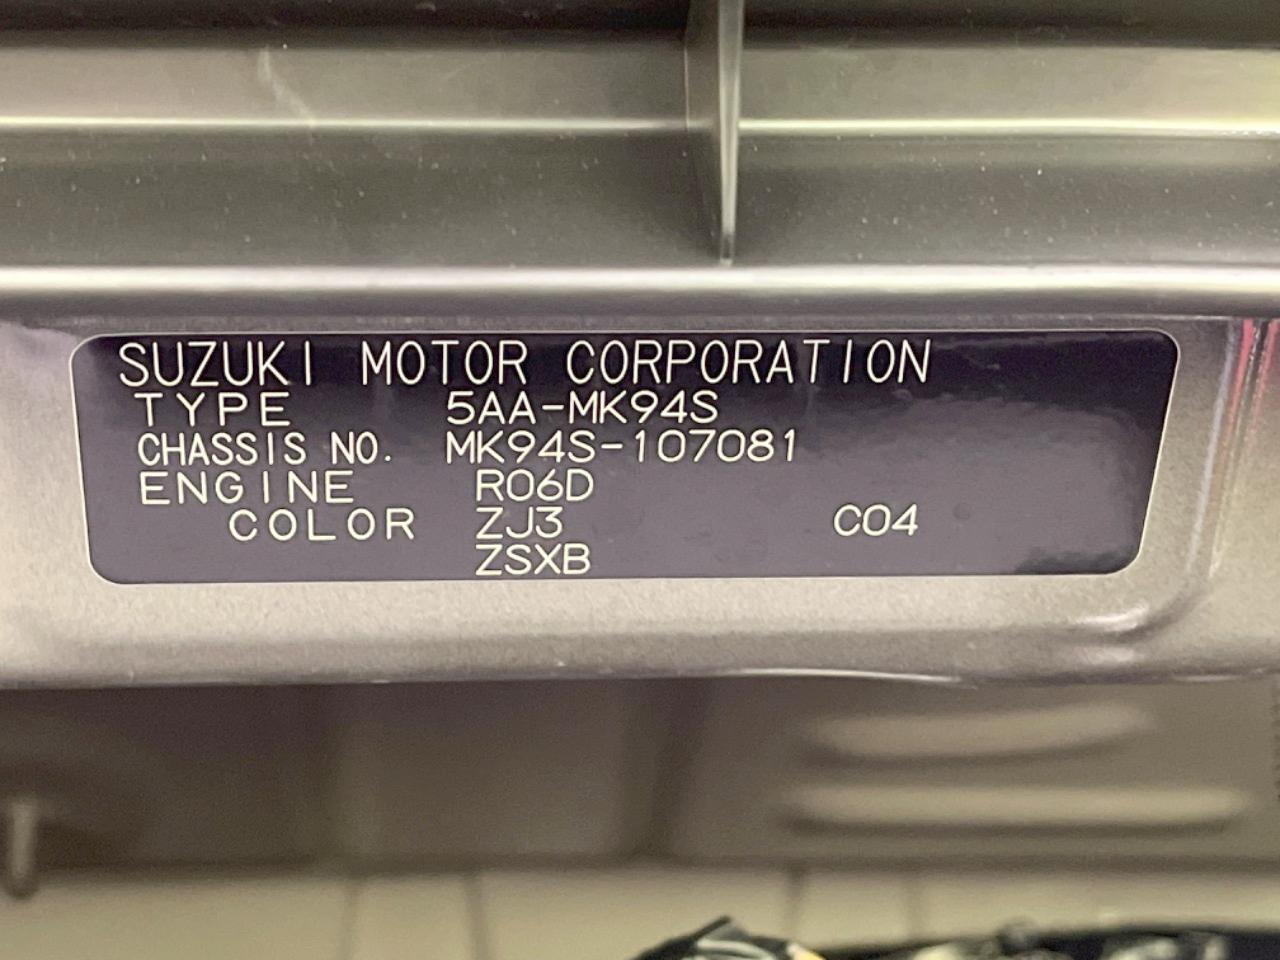 SUZUKI MOTOR CORPORATION
TYPE 5AA-MK94S
CHASSIS NO. MK94S-107081
ENGINE R06D
COLOR ZJ3 C04
ZSXB